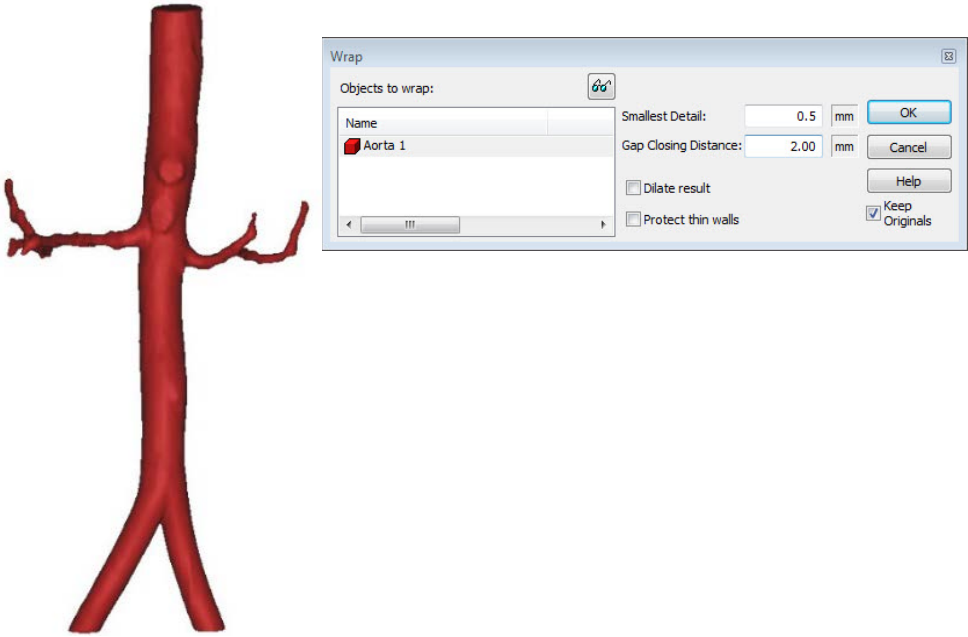 Wrap
Objects to wrap:
Name
Aorta 1
Smallest Detail: 0.5 mm
Gap Closing Distance: 2.00 mm
Dilate result
Protect thin walls
OK
Cancel
Help
Keep
Originals